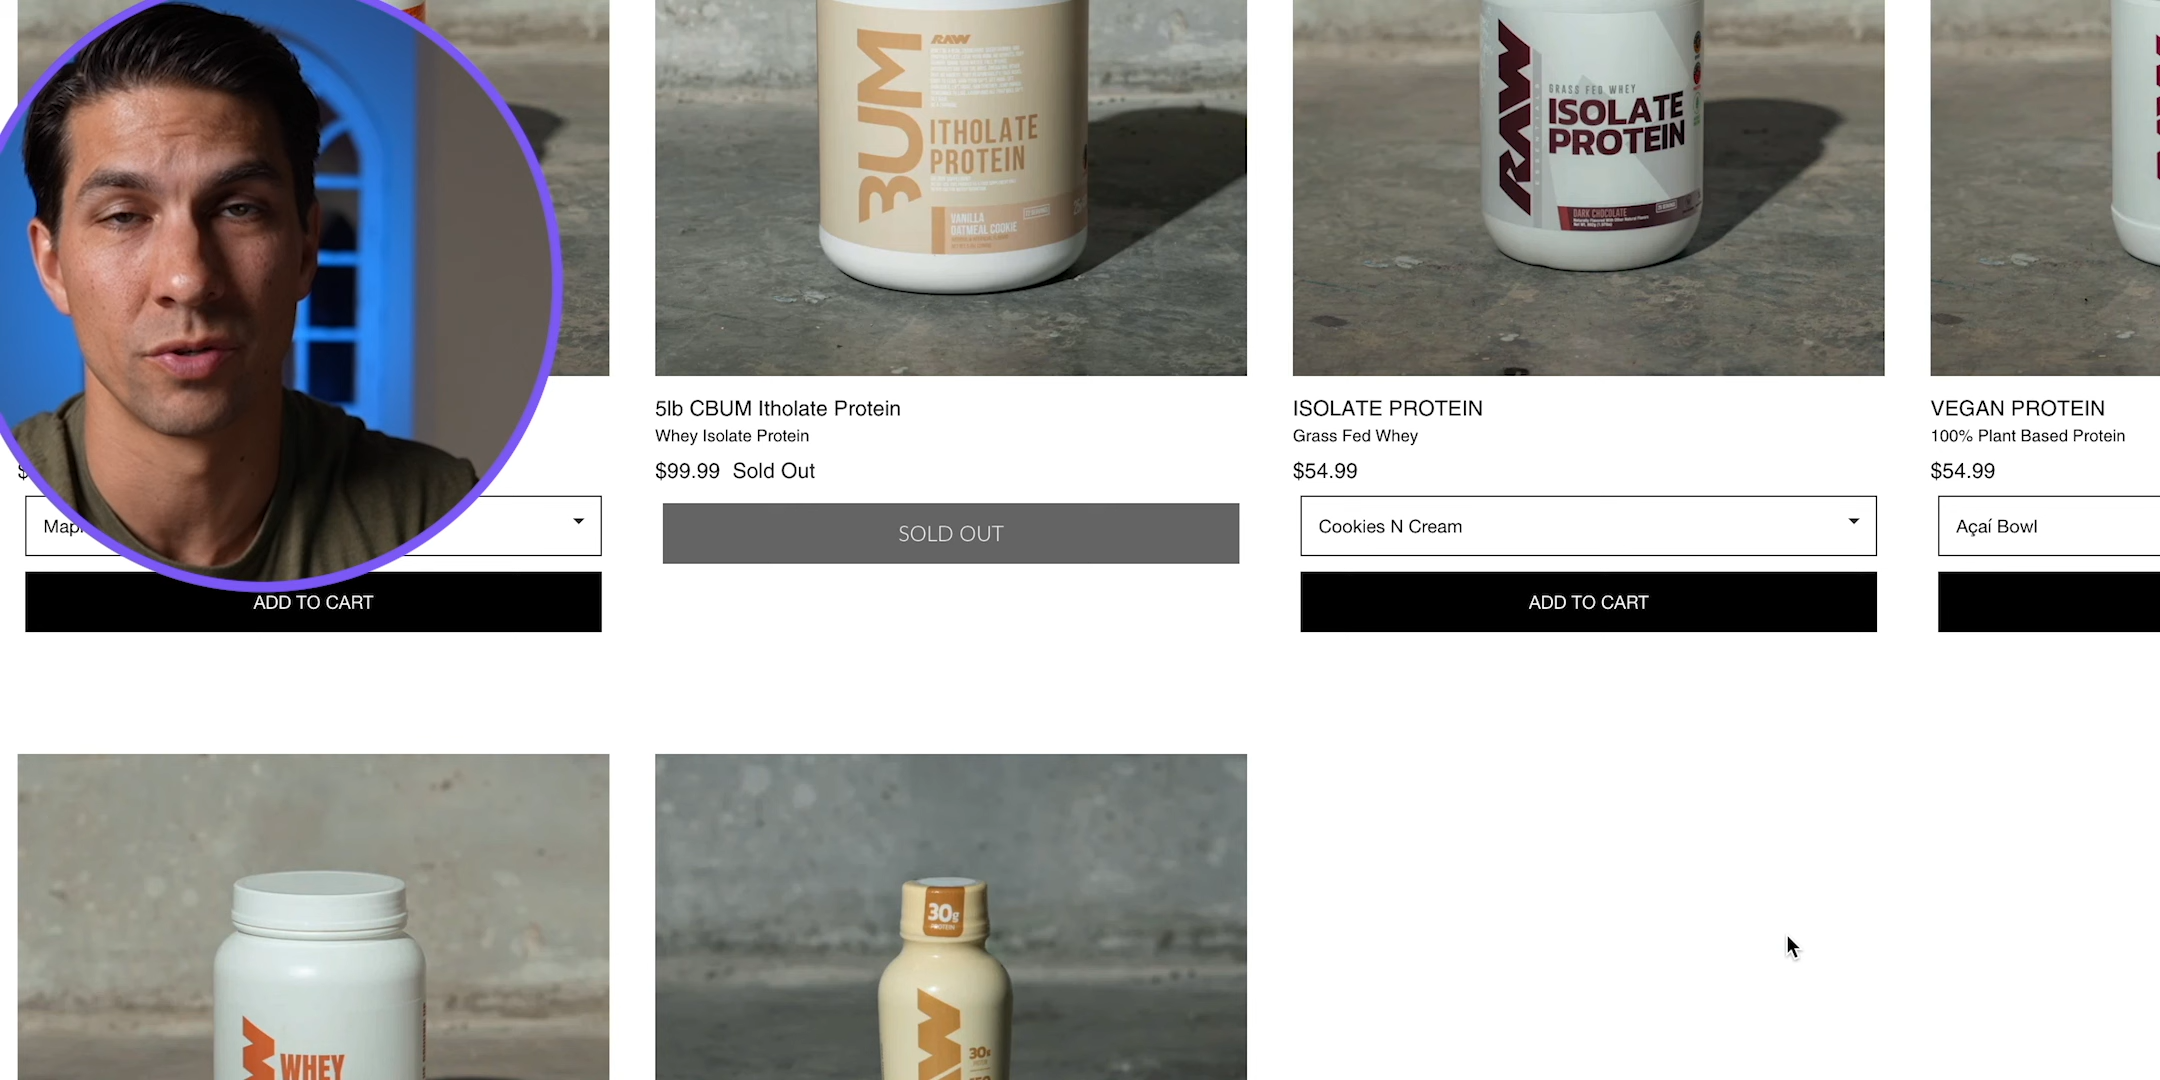 CBUM
RAW
ITHOLATE
PROTEIN
VANILLA
OATMEAL COOKIE
RAW
GRASS FED WHEY
ISOLATE
PROTEIN
DARK CHOCOLATE
5lb CBUM Itholate Protein
Whey Isolate Protein
$99.99 Sold Out
SOLD OUT
ISOLATE PROTEIN
Grass Fed Whey
$54.99
Cookies N Cream
ADD TO CART
VEGAN PROTEIN
100% Plant Based Protein
$54.99
Açaí Bowl
$
Map
ADD TO CART
WHEY
30g
PROTEIN
30g